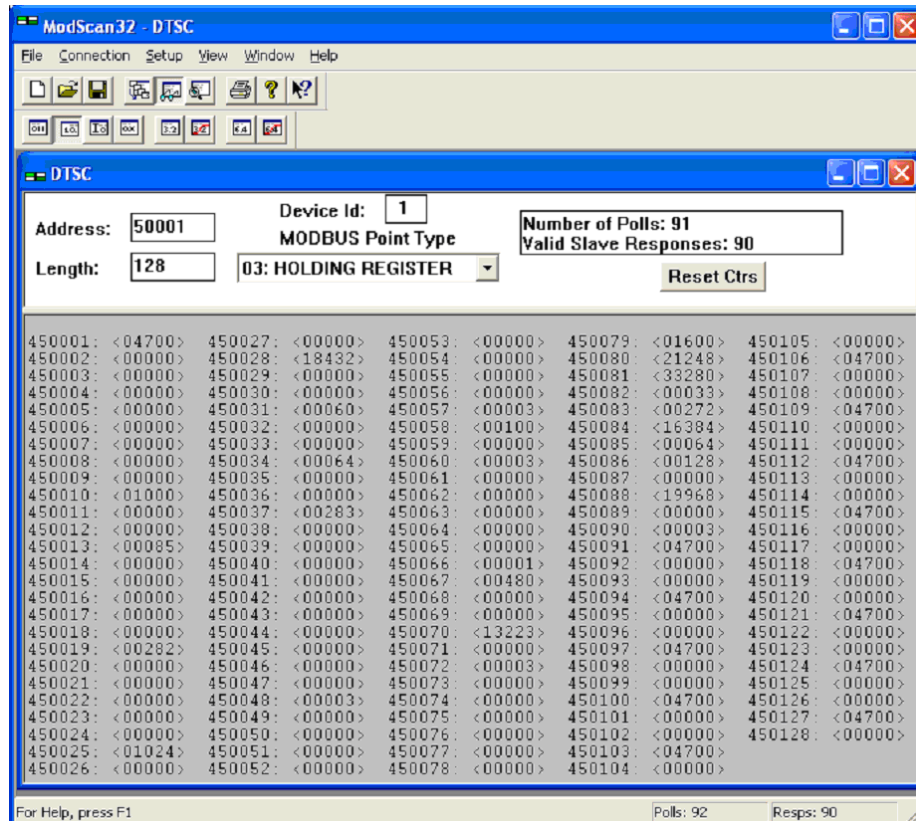 ModScan32 - DTSC
File Connection Setup View Window Help
DTSC
Address: 50001
Device Id: 1
MODBUS Point Type
Length: 128
03: HOLDING REGISTER
Number of Polls: 91
Valid Slave Responses: 90
Reset Ctrs
450001: <04700> 450027: <00000> 450053: <00000> 450079: <01600> 450105: <00000>
450002: <00000> 450028: <18432> 450054: <00000> 450080: <21248> 450106: <04700>
450003: <00000> 450029: <00000> 450055: <00000> 450081: <33280> 450107: <00000>
450004: <00000> 450030: <00000> 450056: <00000> 450082: <00033> 450108: <00000>
450005: <00000> 450031: <00060> 450057: <00003> 450083: <00272> 450109: <04700>
450006: <00000> 450032: <00000> 450058: <00100> 450084: <16384> 450110: <00000>
450007: <00000> 450033: <00000> 450059: <00000> 450085: <00064> 450111: <00000>
450008: <00000> 450034: <00064> 450060: <00003> 450086: <00128> 450112: <04700>
450009: <00000> 450035: <00000> 450061: <00000> 450087: <00000> 450113: <00000>
450010: <01000> 450036: <00000> 450062: <00000> 450088: <19968> 450114: <00000>
450011: <00000> 450037: <00283> 450063: <00000> 450089: <00000> 450115: <04700>
450012: <00000> 450038: <00000> 450064: <00000> 450090: <00003> 450116: <00000>
450013: <00085> 450039: <00000> 450065: <00000> 450091: <04700> 450117: <00000>
450014: <00000> 450040: <00000> 450066: <00001> 450092: <00000> 450118: <04700>
450015: <00000> 450041: <00000> 450067: <00480> 450093: <00000> 450119: <00000>
450016: <00000> 450042: <00000> 450068: <00000> 450094: <04700> 450120: <00000>
450017: <00000> 450043: <00000> 450069: <00000> 450095: <00000> 450121: <04700>
450018: <00000> 450044: <00000> 450070: <13223> 450096: <00000> 450122: <00000>
450019: <00282> 450045: <00000> 450071: <00000> 450097: <04700> 450123: <00000>
450020: <00000> 450046: <00000> 450072: <00003> 450098: <00000> 450124: <04700>
450021: <00000> 450047: <00000> 450073: <00000> 450099: <00000> 450125: <00000>
450022: <00000> 450048: <00003> 450074: <00000> 450100: <04700> 450126: <00000>
450023: <00000> 450049: <00000> 450075: <00000> 450101: <00000> 450127: <04700>
450024: <00000> 450050: <00000> 450076: <00000> 450102: <00000> 450128: <00000>
450025: <01024> 450051: <00000> 450077: <00000> 450103: <04700>
450026: <00000> 450052: <00000> 450078: <00000> 450104: <00000>
For Help, press F1
Polls: 92
Resps: 90